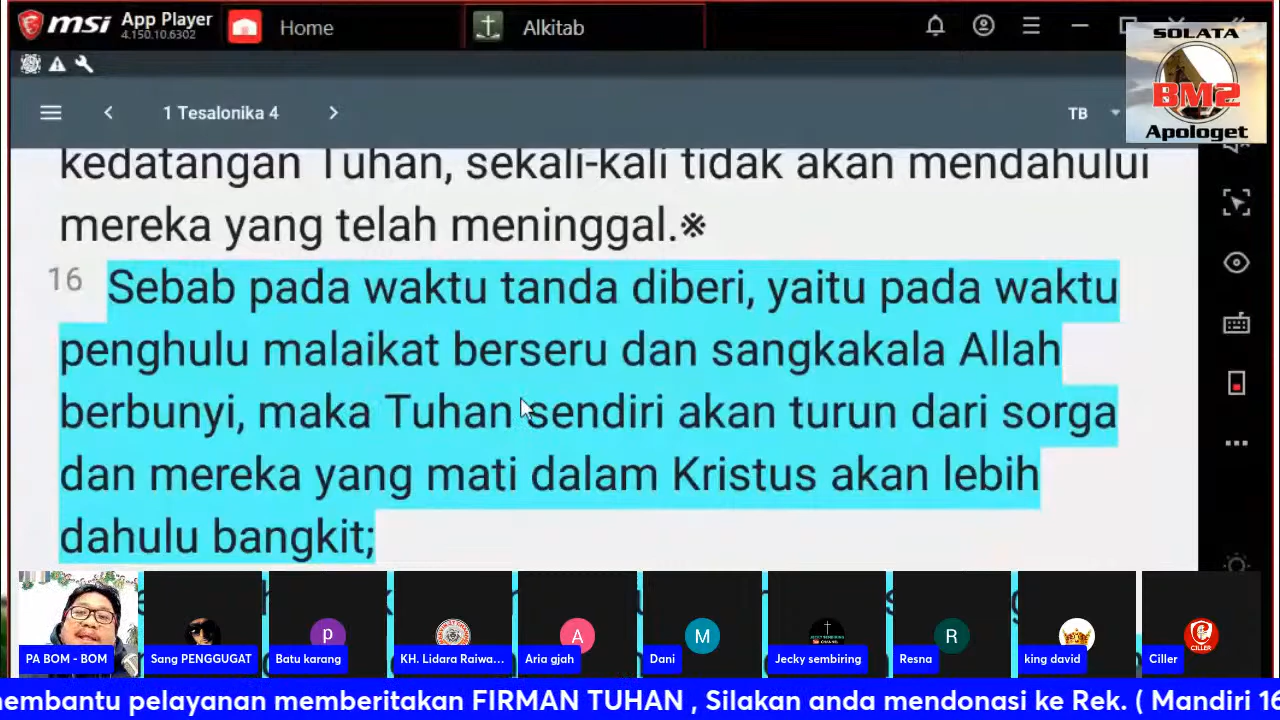 msi App Player
4.150.10.6302
Home
Alkitab
SOLATA
BM2
Apologet
1 Tesalonika 4
TB
kedatangan Tuhan, sekali-kali tidak akan mendahului
mereka yang telah meninggal.※
16 Sebab pada waktu tanda diberi, yaitu pada waktu
penghulu malaikat berseru dan sangkakala Allah
berbunyi, maka Tuhan sendiri akan turun dari sorga
dan mereka yang mati dalam Kristus akan lebih
dahulu bangkit;
p
A
M
R
CILLER
PA BOM - BOM
Sang PENGGUGAT
Batu karang
KH. Lidara Raiwa...
Aria gjah
Dani
Jecky sembiring
Resna
king david
Ciller
membantu pelayanan memberitakan FIRMAN TUHAN , Silakan anda mendonasi ke Rek. ( Mandiri 16